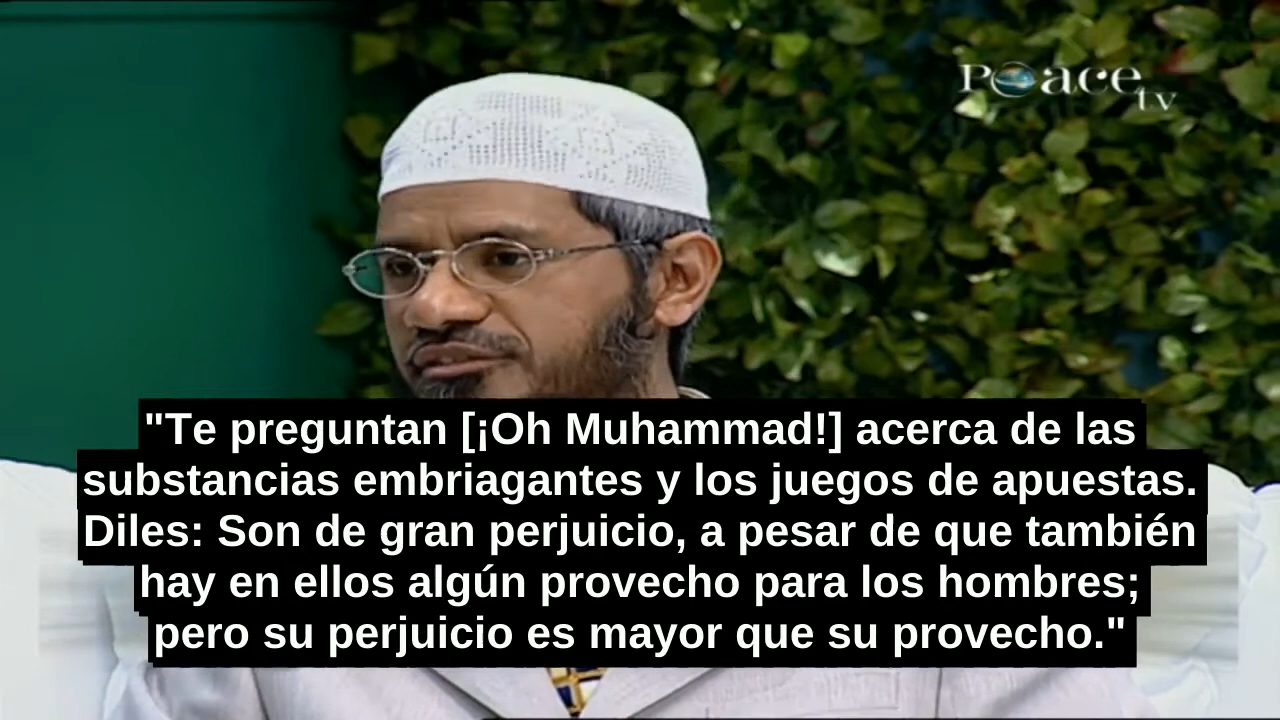 Peace tv
"Te preguntan [¡Oh Muhammad!] acerca de las
substancias embriagantes y los juegos de apuestas.
Diles: Son de gran perjuicio, a pesar de que también
hay en ellos algún provecho para los hombres;
pero su perjuicio es mayor que su provecho."